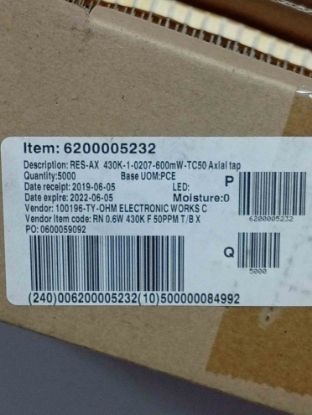 Item: 6200005232
Description: RES-AX 430K-1-0207-600mW-TC50 Axial tap
Quantity:5000 Base UOM:PCE
Date receipt: 2019-06-05 LED:
Date expire: 2022-06-05 Moisture:0
Vendor: 100196-TY-OHM ELECTRONIC WORKS C
Vendor item code: RN 0.6W 430K F 50PPM T/B X
PO: 0600059092
P
6200005232
Q
5000
(240)006200005232(10)500000084992